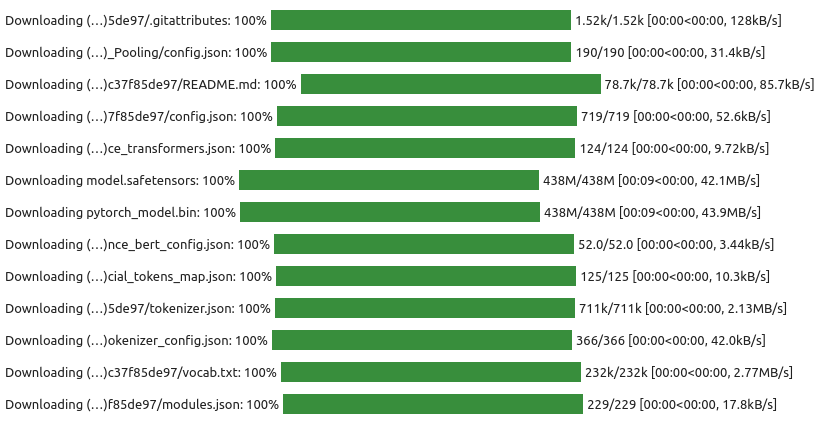 Downloading (…)5de97/.gitattributes: 100% 1.52k/1.52k [00:00<00:00, 128kB/s]
Downloading (…)_Pooling/config.json: 100% 190/190 [00:00<00:00, 31.4kB/s]
Downloading (…)c37f85de97/README.md: 100% 78.7k/78.7k [00:00<00:00, 85.7kB/s]
Downloading (…)7f85de97/config.json: 100% 719/719 [00:00<00:00, 52.6kB/s]
Downloading (…)ce_transformers.json: 100% 124/124 [00:00<00:00, 9.72kB/s]
Downloading model.safetensors: 100% 438M/438M [00:09<00:00, 42.1MB/s]
Downloading pytorch_model.bin: 100% 438M/438M [00:09<00:00, 43.9MB/s]
Downloading (…)nce_bert_config.json: 100% 52.0/52.0 [00:00<00:00, 3.44kB/s]
Downloading (…)cial_tokens_map.json: 100% 125/125 [00:00<00:00, 10.3kB/s]
Downloading (…)5de97/tokenizer.json: 100% 711k/711k [00:00<00:00, 2.13MB/s]
Downloading (…)okenizer_config.json: 100% 366/366 [00:00<00:00, 42.0kB/s]
Downloading (…)c37f85de97/vocab.txt: 100% 232k/232k [00:00<00:00, 2.77MB/s]
Downloading (…)f85de97/modules.json: 100% 229/229 [00:00<00:00, 17.8kB/s]